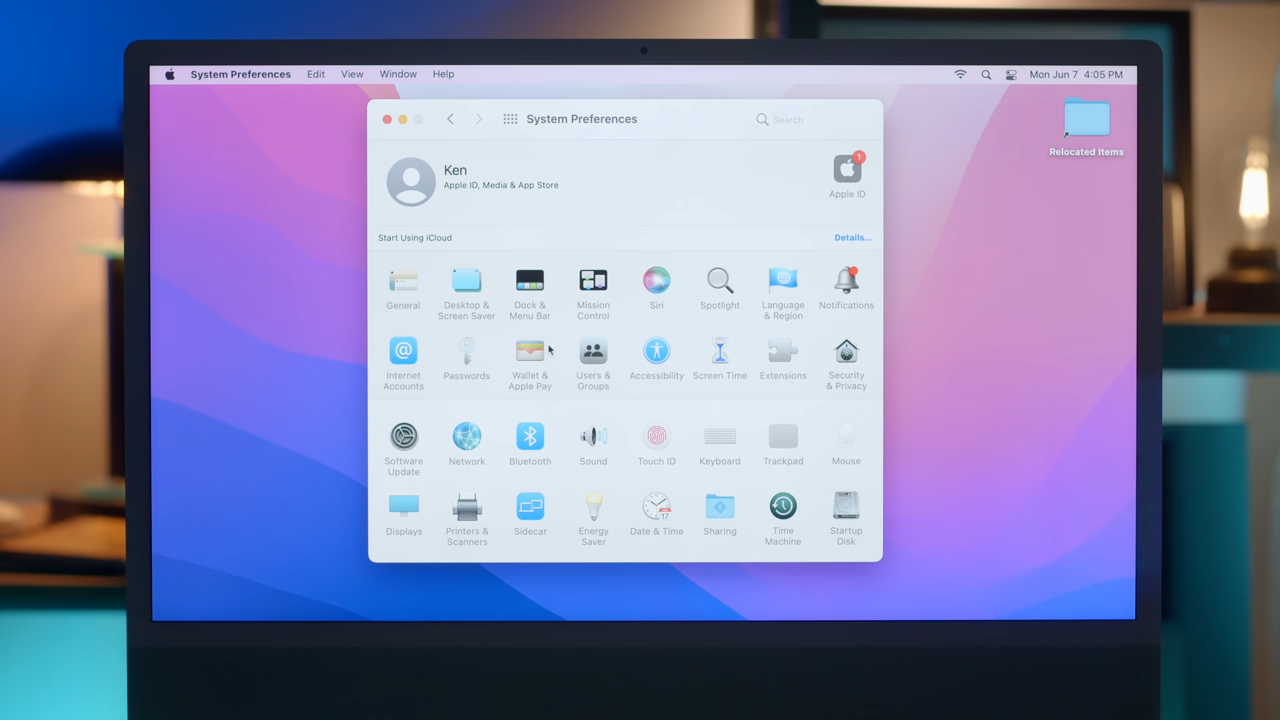 System Preferences Edit View Window Help Mon Jun 7 4:05 PM
System Preferences Search
Relocated Items
Ken
Apple ID, Media & App Store
1
Apple ID
Start Using iCloud Details...
General Desktop & Screen Saver Dock & Menu Bar Mission Control Siri Spotlight Language & Region Notifications
Internet Accounts Passwords Wallet & Apple Pay Users & Groups Accessibility Screen Time Extensions Security & Privacy
Software Update Network Bluetooth Sound Touch ID Keyboard Trackpad Mouse
17
Displays Printers & Scanners Sidecar Energy Saver Date & Time Sharing Time Machine Startup Disk